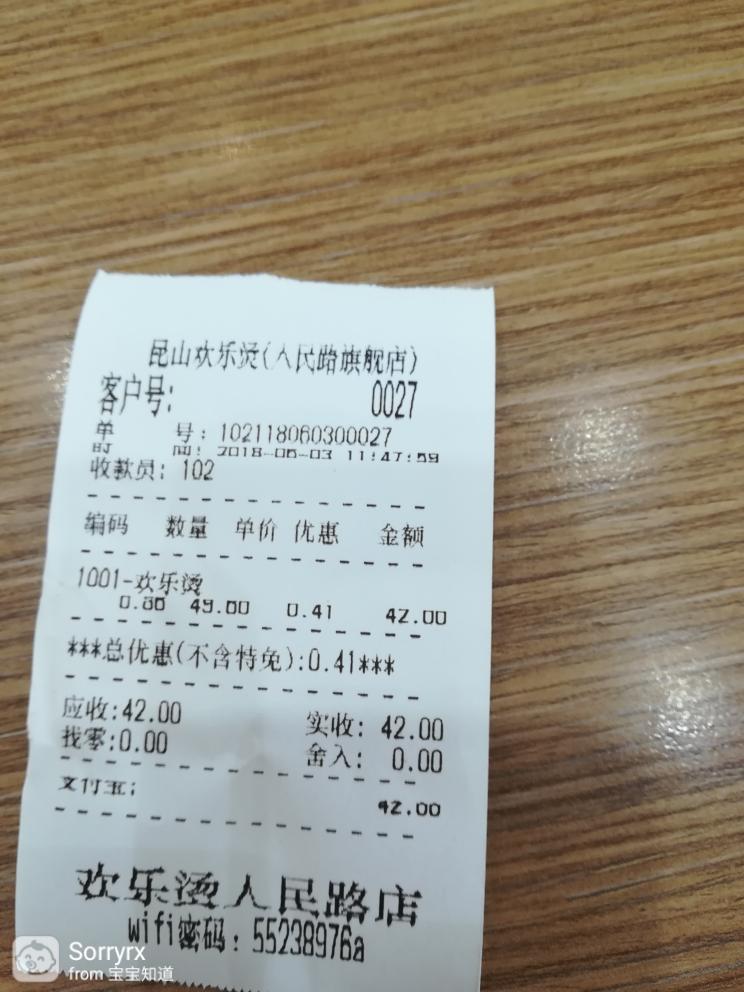 昆山欢乐烫(人民路旗舰店)
客户号: 0027
单 号: 102118060300027
时 间: 2018-06-03 11:47:59
收款员: 102
编码 数量 单价 优惠 金额
1001-欢乐烫
0.86 49.60 0.41 42.00
***总优惠(不含特免):0.41***
应收:42.00 实收: 42.00
找零:0.00 舍入: 0.00
支付宝: 42.00
欢乐烫人民路店
wifi密码: 55238976a
Sorryrx
from 宝宝知道